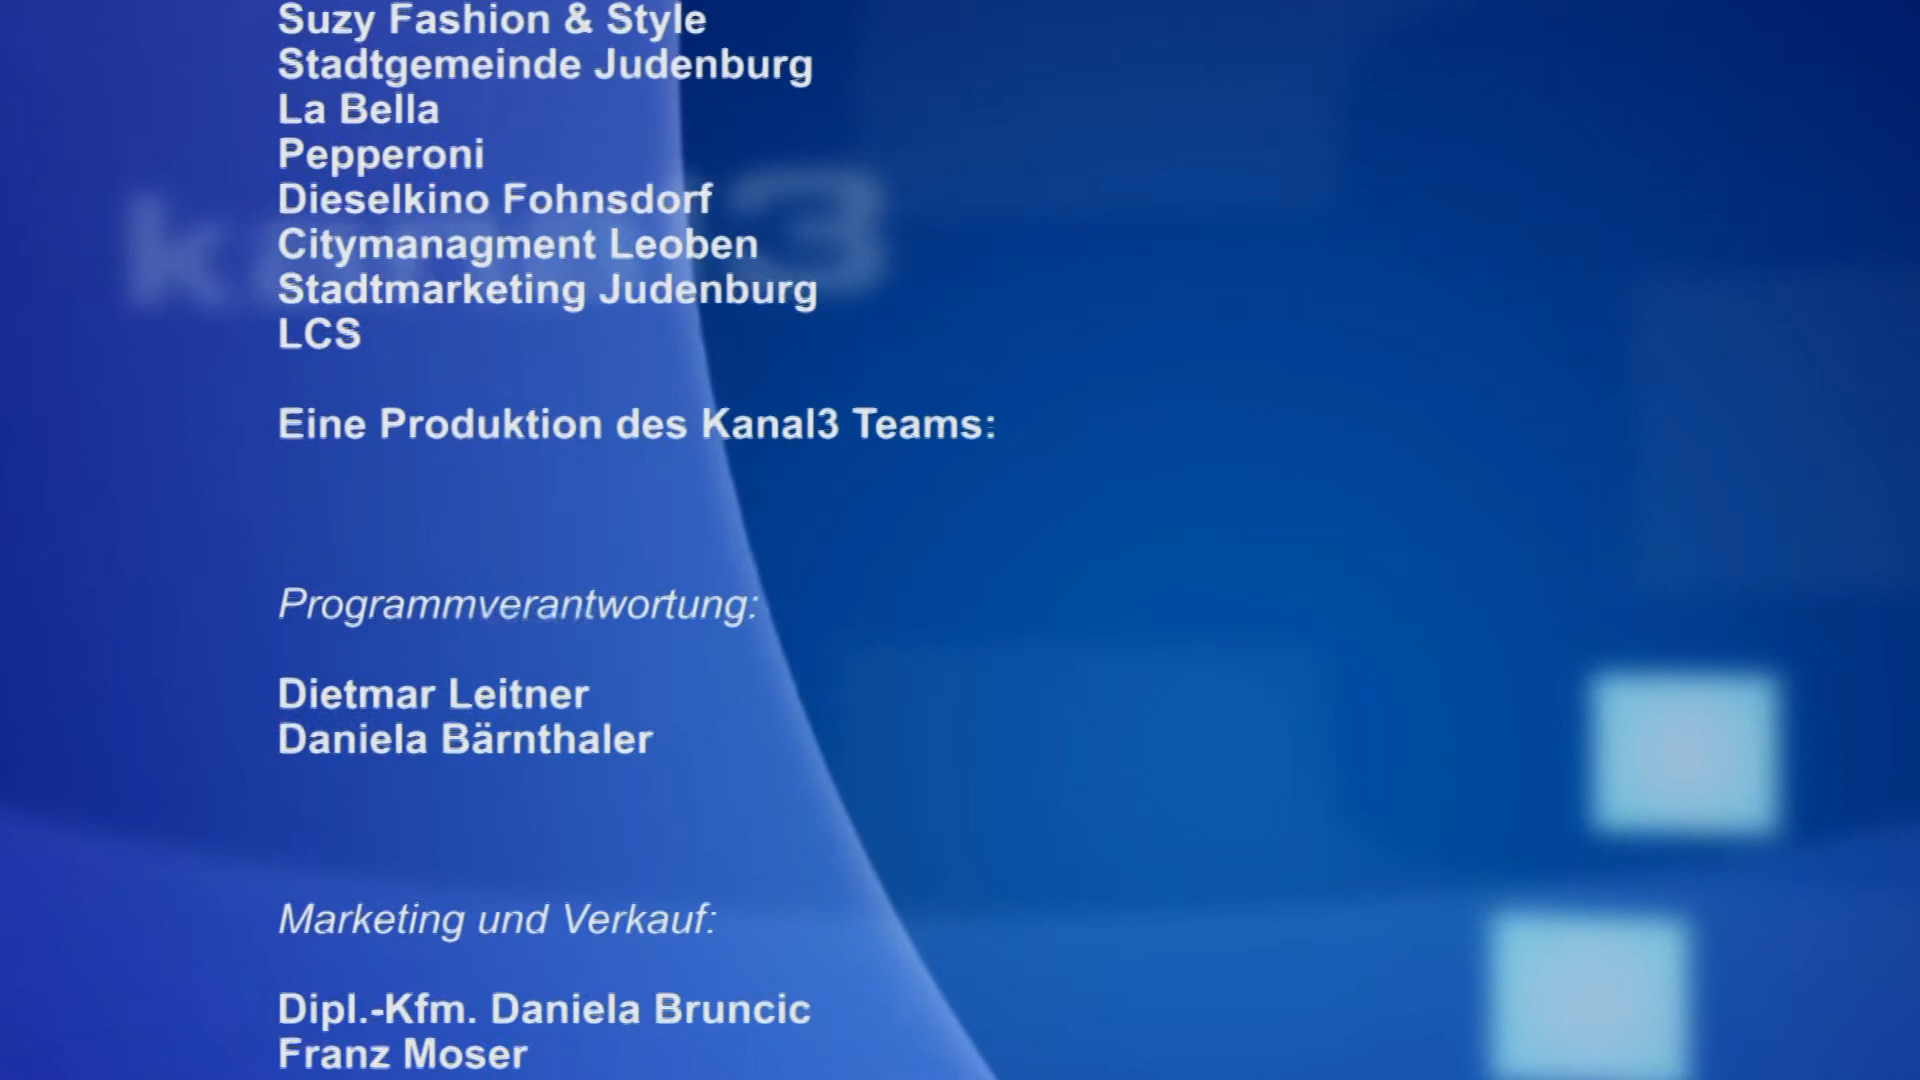 Suzy Fashion & Style
Stadtgemeinde Judenburg
La Bella
Pepperoni
Dieselkino Fohnsdorf
Citymanagment Leoben
Stadtmarketing Judenburg
LCS
Eine Produktion des Kanal3 Teams:
Programmverantwortung:
Dietmar Leitner
Daniela Bärnthaler
Marketing und Verkauf:
Dipl.-Kfm. Daniela Bruncic
Franz Moser